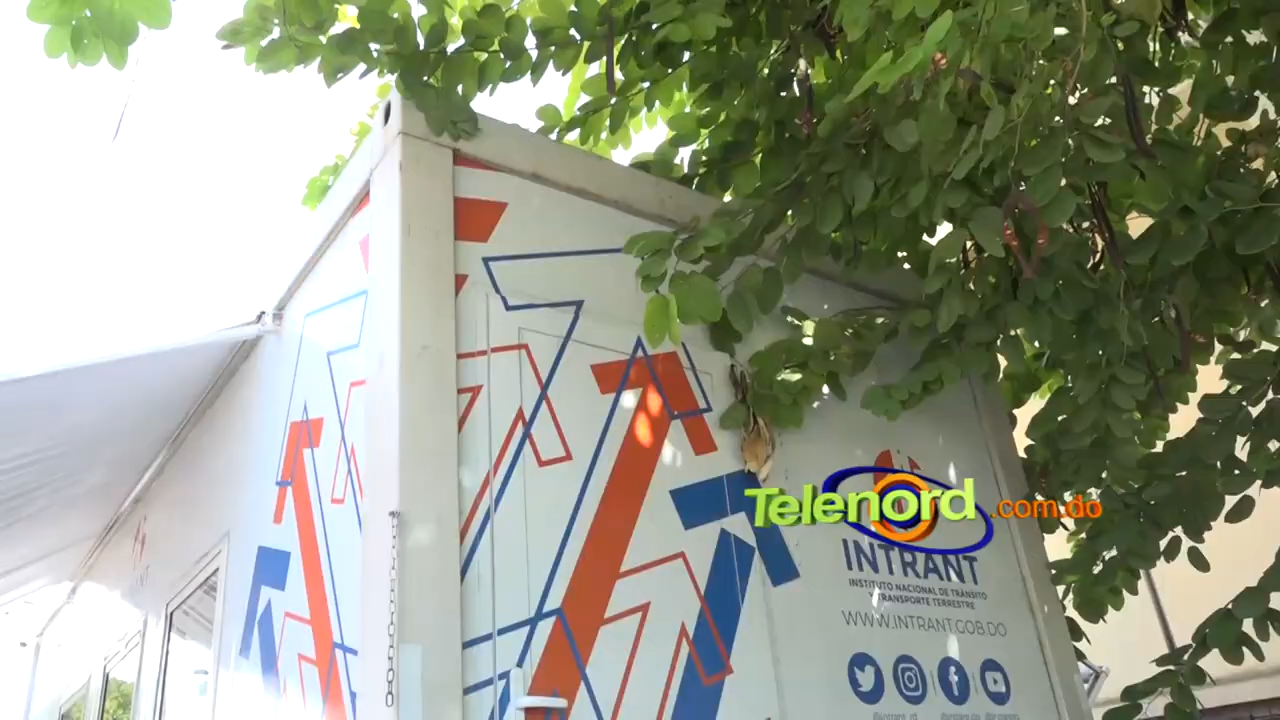 Telenord.com.do
INTRANT
INSTITUTO NACIONAL DE TRÁNSITO
Y TRANSPORTE TERRESTRE
WWW.INTRANT.GOB.DO